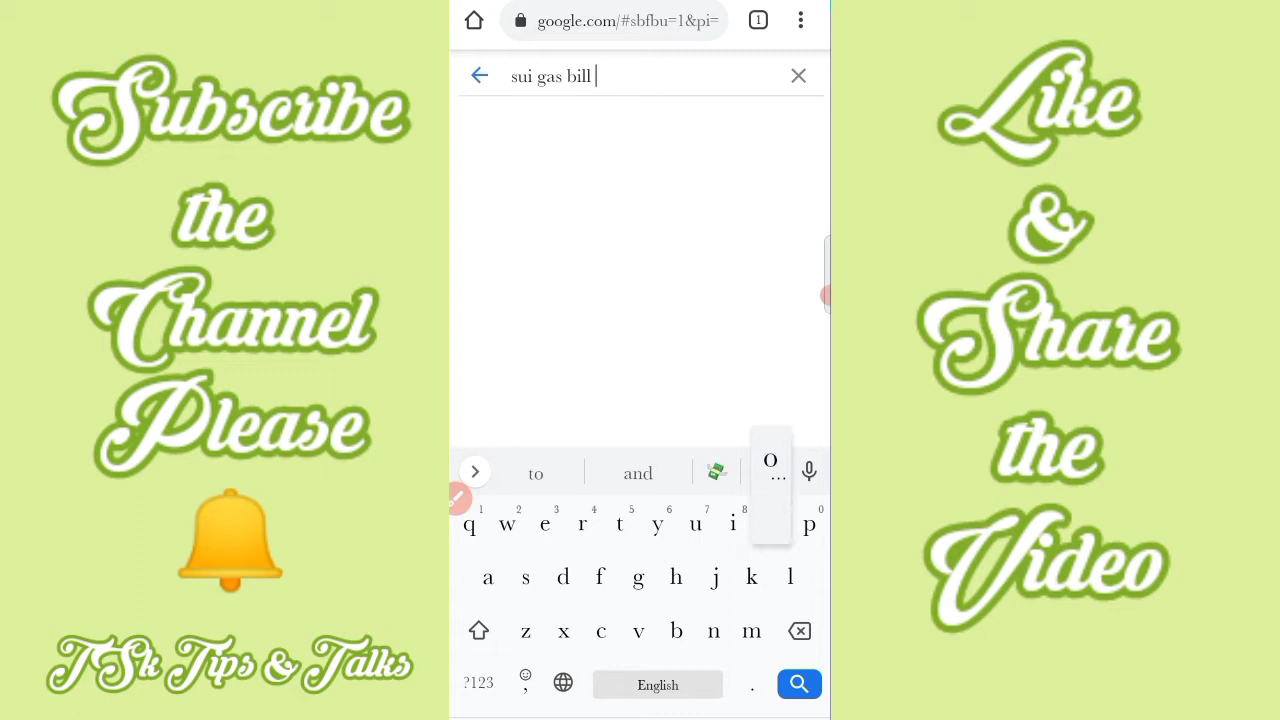 Subscribe
the
Channel
Please
TSk Tips & Talks
google.com/#sbfbu=1&pi=
1
sui gas bill
to and
o
...
1 2 3 4 5 6 7 8 0
q w e r t y u i p
a s d f g h j k l
z x c v b n m
?123 , English .
Like
&
Share
the
Video